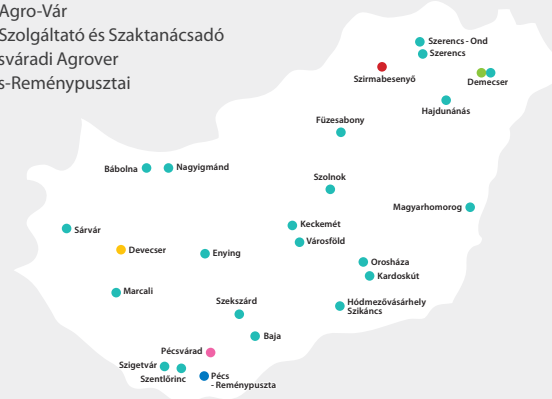 Agro-Vár
Szolgáltató és Szaktanácsadó
sváradi Agrover
s-Reménypusztai
Szerencs - Ond
Szerencs
Szirmabesenyő
Demecser
Hajdunánás
Füzesabony
Bábolna
Nagyigmánd
Szolnok
Magyarhomorog
Sárvár
Keckemét
Városföld
Devecser
Enying
Orosháza
Kardoskút
Marcali
Szekszárd
Hódmezővásárhely
Szikáncs
Baja
Pécsvárad
Szigetvár
Szentlőrinc
Pécs
- Reménypuszta